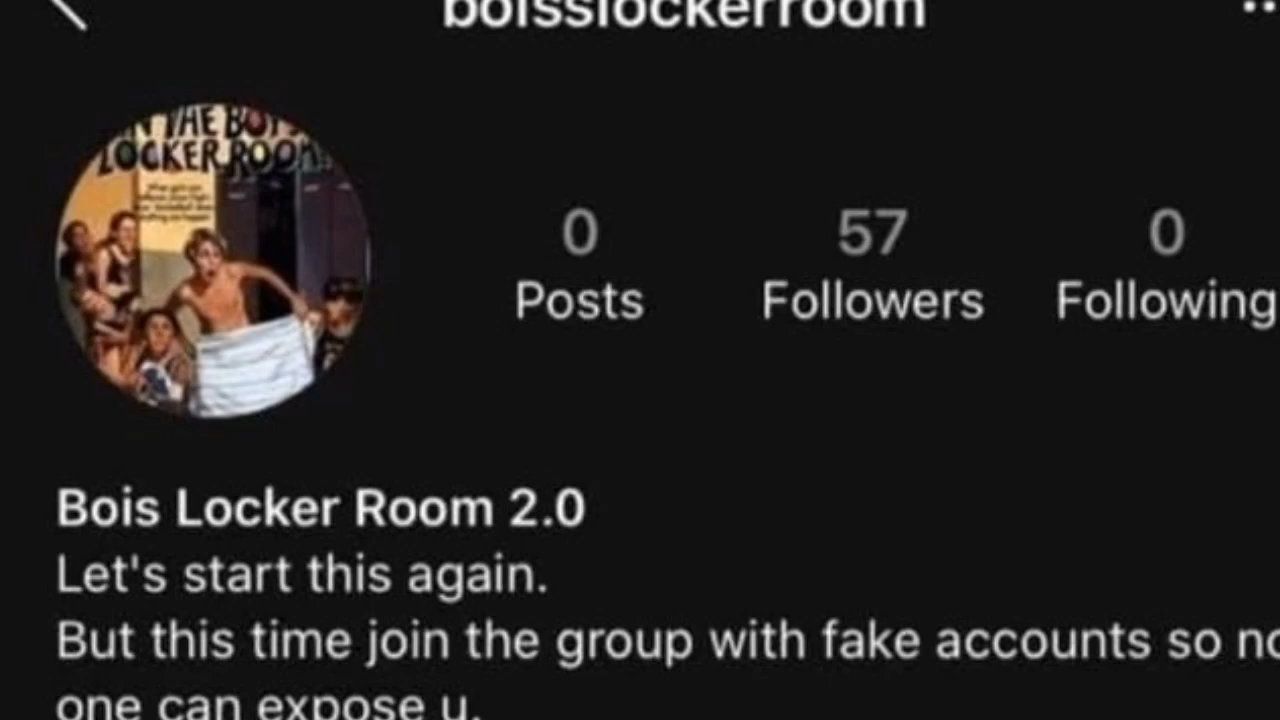 boisslockerroom
IN THE BOYS
LOCKER ROOM!
0
57
0
Posts
Followers
Following
Bois Locker Room 2.0
Let's start this again.
But this time join the group with fake accounts so no
one can expose u.